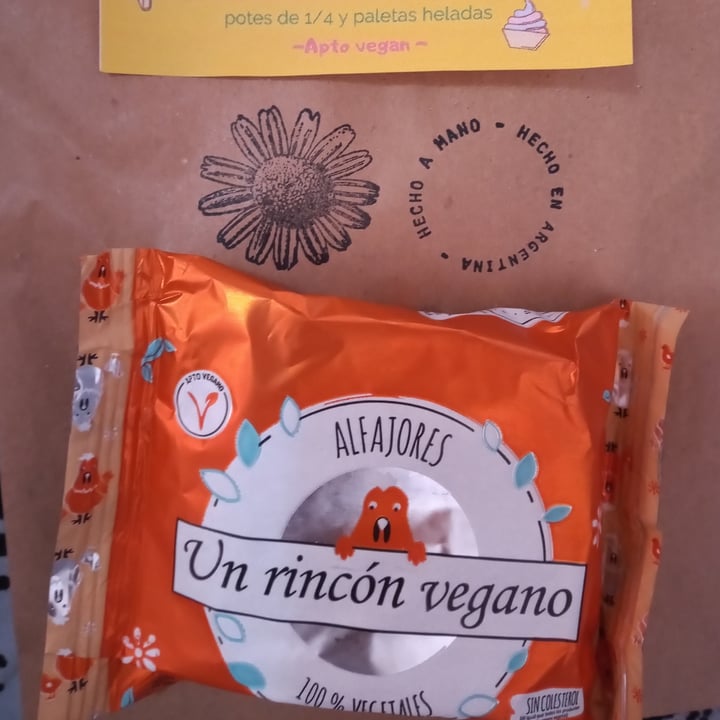 potes de 1/4 y paletas heladas
-Apto vegan -
HECHO A MANO - HECHO EN ARGENTINA -
APTO VEGANO
V
ALFAJORES
Un rincón vegano
100 % VEGETALES
SIN COLESTEROL